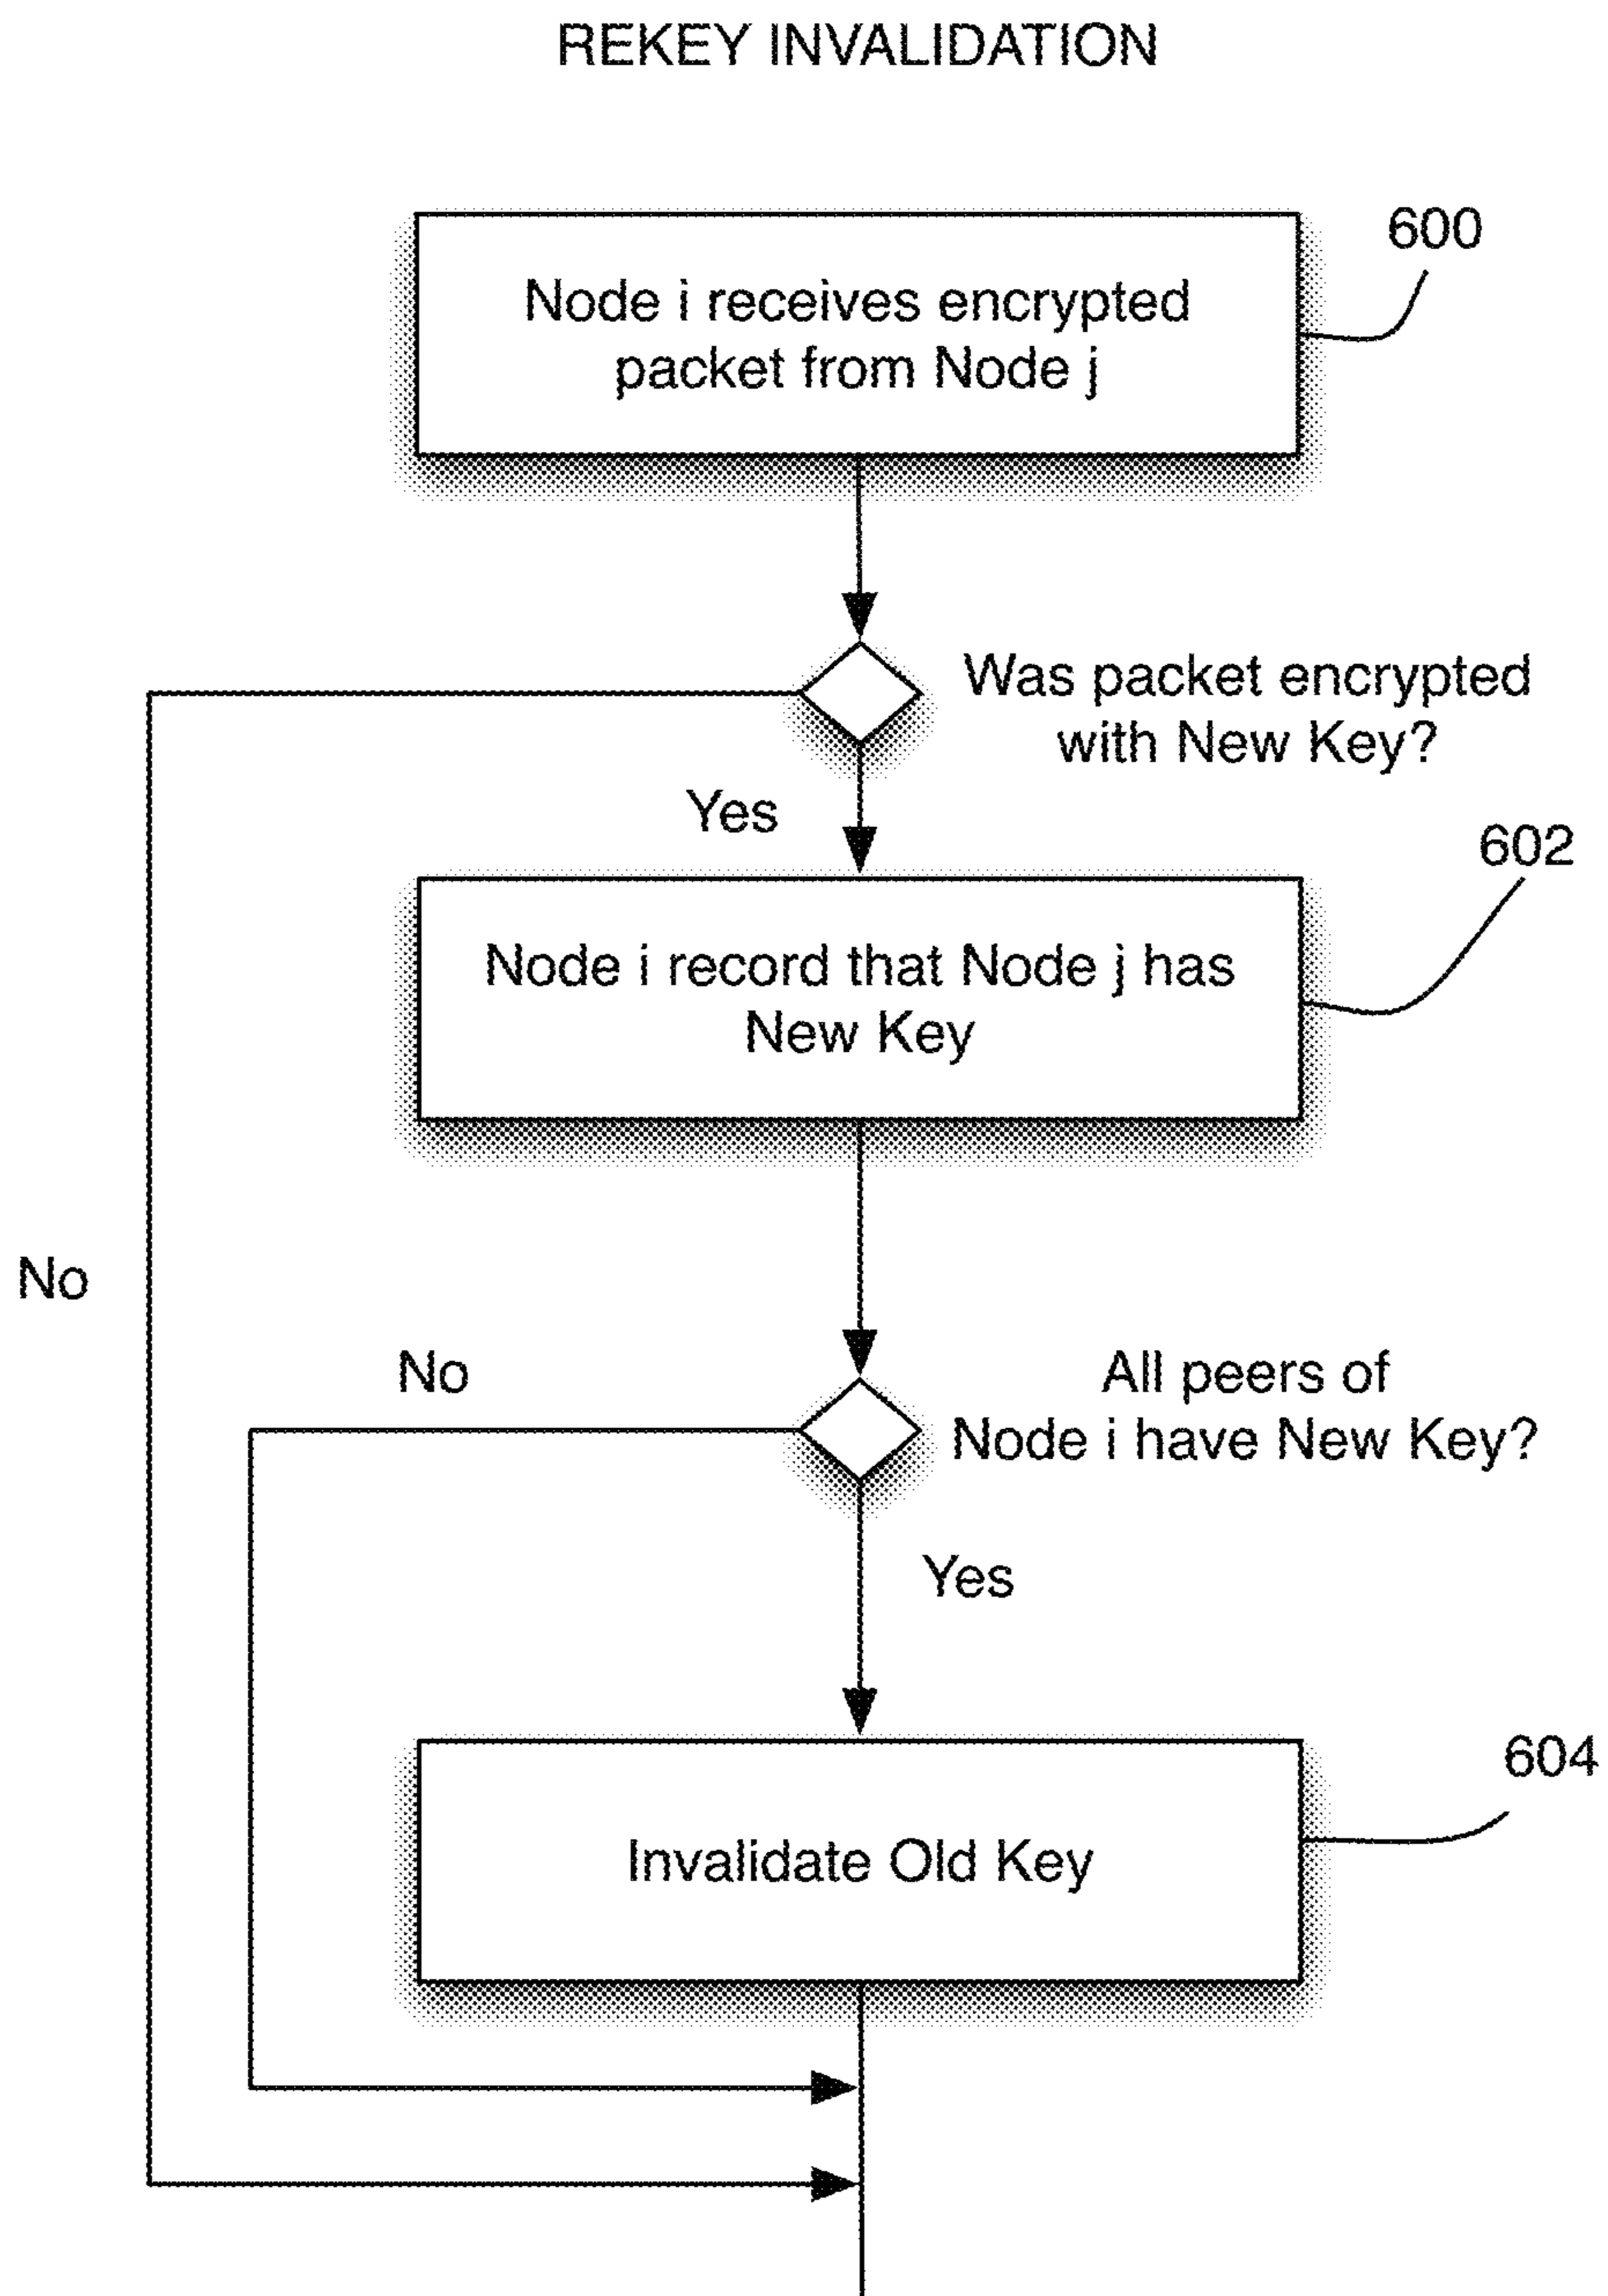 REKEY INVALIDATION
600
Node i receives encrypted
packet from Node j
Was packet encrypted
with New Key?
Yes
602
Node i record that Node j has
New Key
No
No
All peers of
Node i have New Key?
Yes
604
Invalidate Old Key